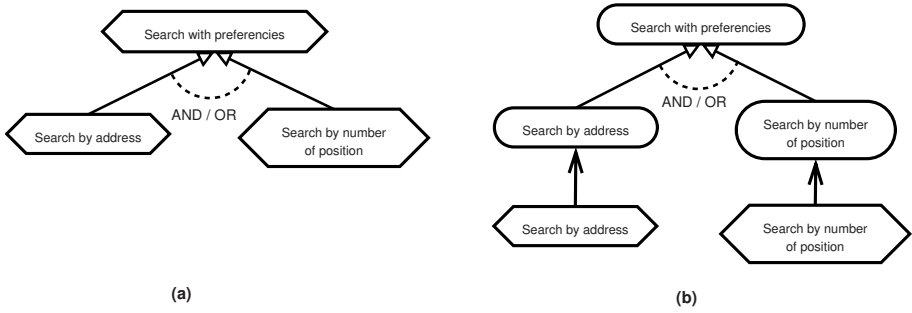 Search with preferencies
AND / OR
Search by address
Search by number
of position
(a)
Search with preferencies
AND / OR
Search by address
Search by number
of position
Search by address
Search by number
of position
(b)